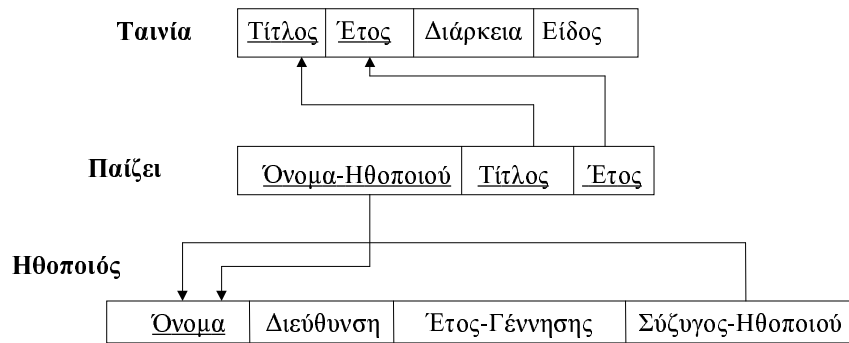 Ταινία Τίτλος Έτος Διάρκεια Είδος
Παίζει Όνομα-Ηθοποιού Τίτλος Έτος
Ηθοποιός
Όνομα Διεύθυνση Έτος-Γέννησης Σύζυγος-Ηθοποιού